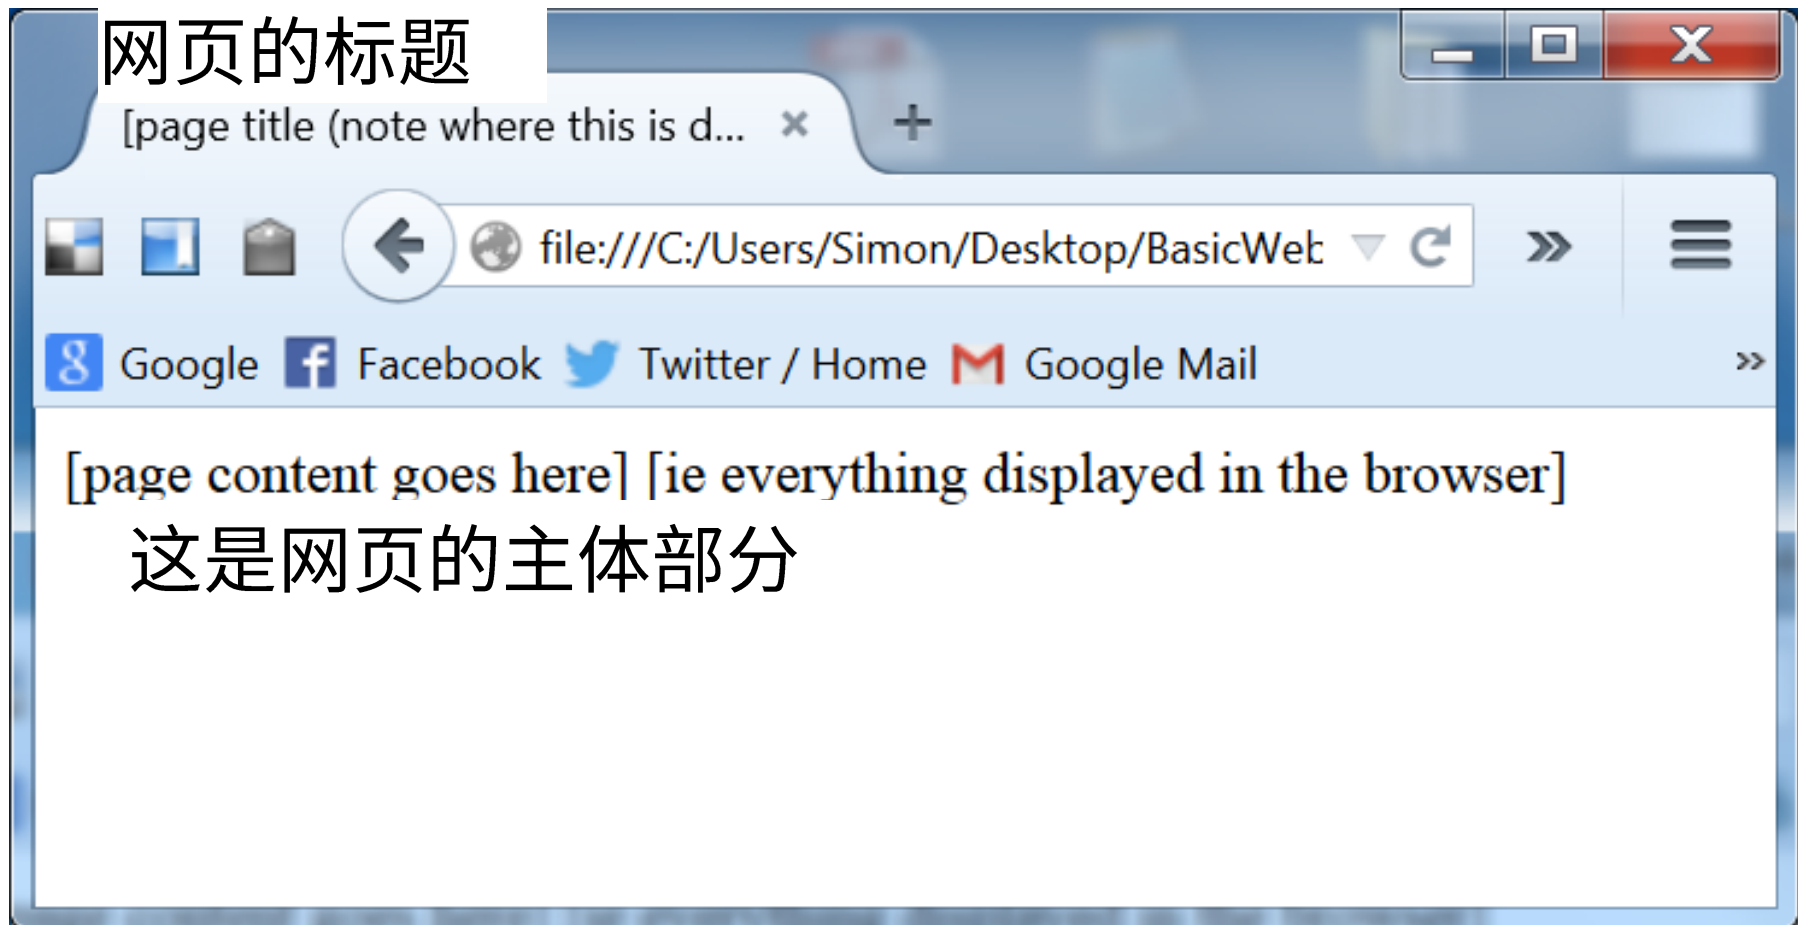 网页的标题
[page title (note where this is d...
file:///C:/Users/Simon/Desktop/BasicWeb
Google Facebook Twitter / Home Google Mail
[page content goes here] [ie everything displayed in the browser]
这是网页的主体部分